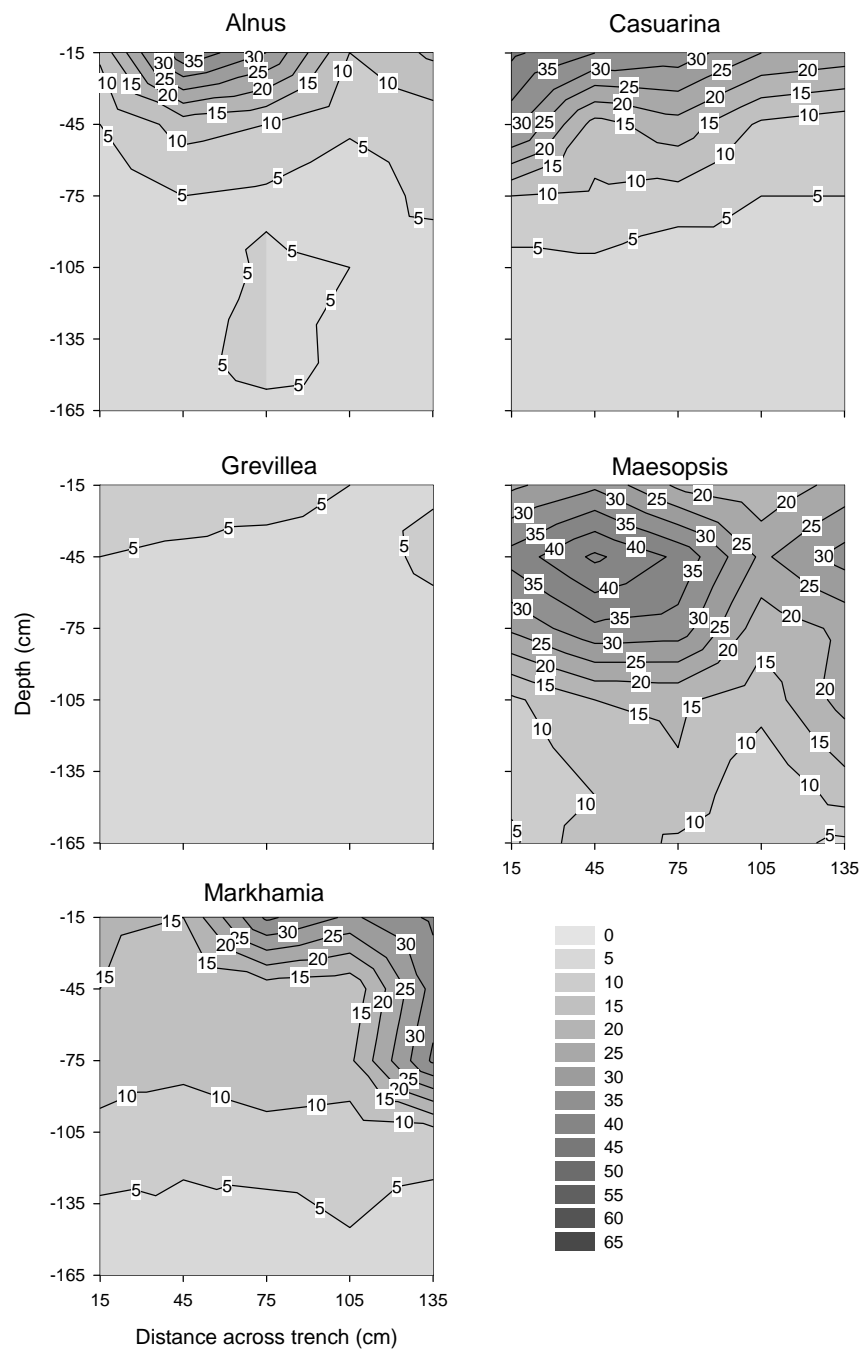 Alnus
Casuarina
-15
-45
-75
-105
-135
-165
10 15 30 25 20 35 30 25 20 15 10 10
15
10 10
5 5 5 5 5
5 5 5 5 5
35 30 30 25 20
30 25 25 20 20 15
20 15 15 15 10
10 10 10
5 5 5
Grevillea
Maesopsis
-15
-45
-75
-105
-135
-165
5 5 5
5
30 30 25 20 20
35 35 30 25 25
40 40 30
35 40 35 25
30 35 30 20
25 30 25
20 25 20 15
15 20 20
15 15
10 10 15
10 10
5 10 5
15 45 75 105 135
Depth (cm)
Markhamia
-15
-45
-75
-105
-135
-165
15 20 25 30 25 30
15 15 15 20 25
20 15 20 25
15 30
25
20
10 10 10 15 10
5 5 5 5
15 45 75 105 135
Distance across trench (cm)
0
5
10
15
20
25
30
35
40
45
50
55
60
65